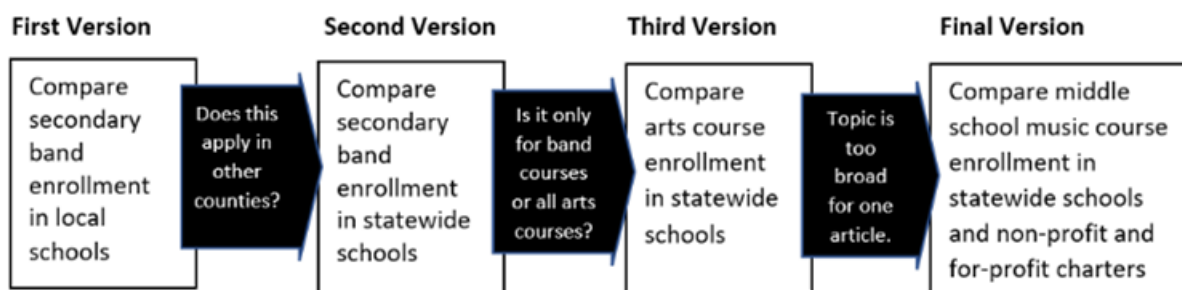 First Version
Compare
secondary
band
enrollment
in local
schools
Does this
apply in
other
counties?
Second Version
Compare
secondary
band
enrollment
in statewide
schools
Is it only
for band
courses
or all arts
courses?
Third Version
Compare
arts course
enrollment
in statewide
schools
Topic is
too
broad
for one
article.
Final Version
Compare middle
school music course
enrollment in
statewide schools
and non-profit and
for-profit charters